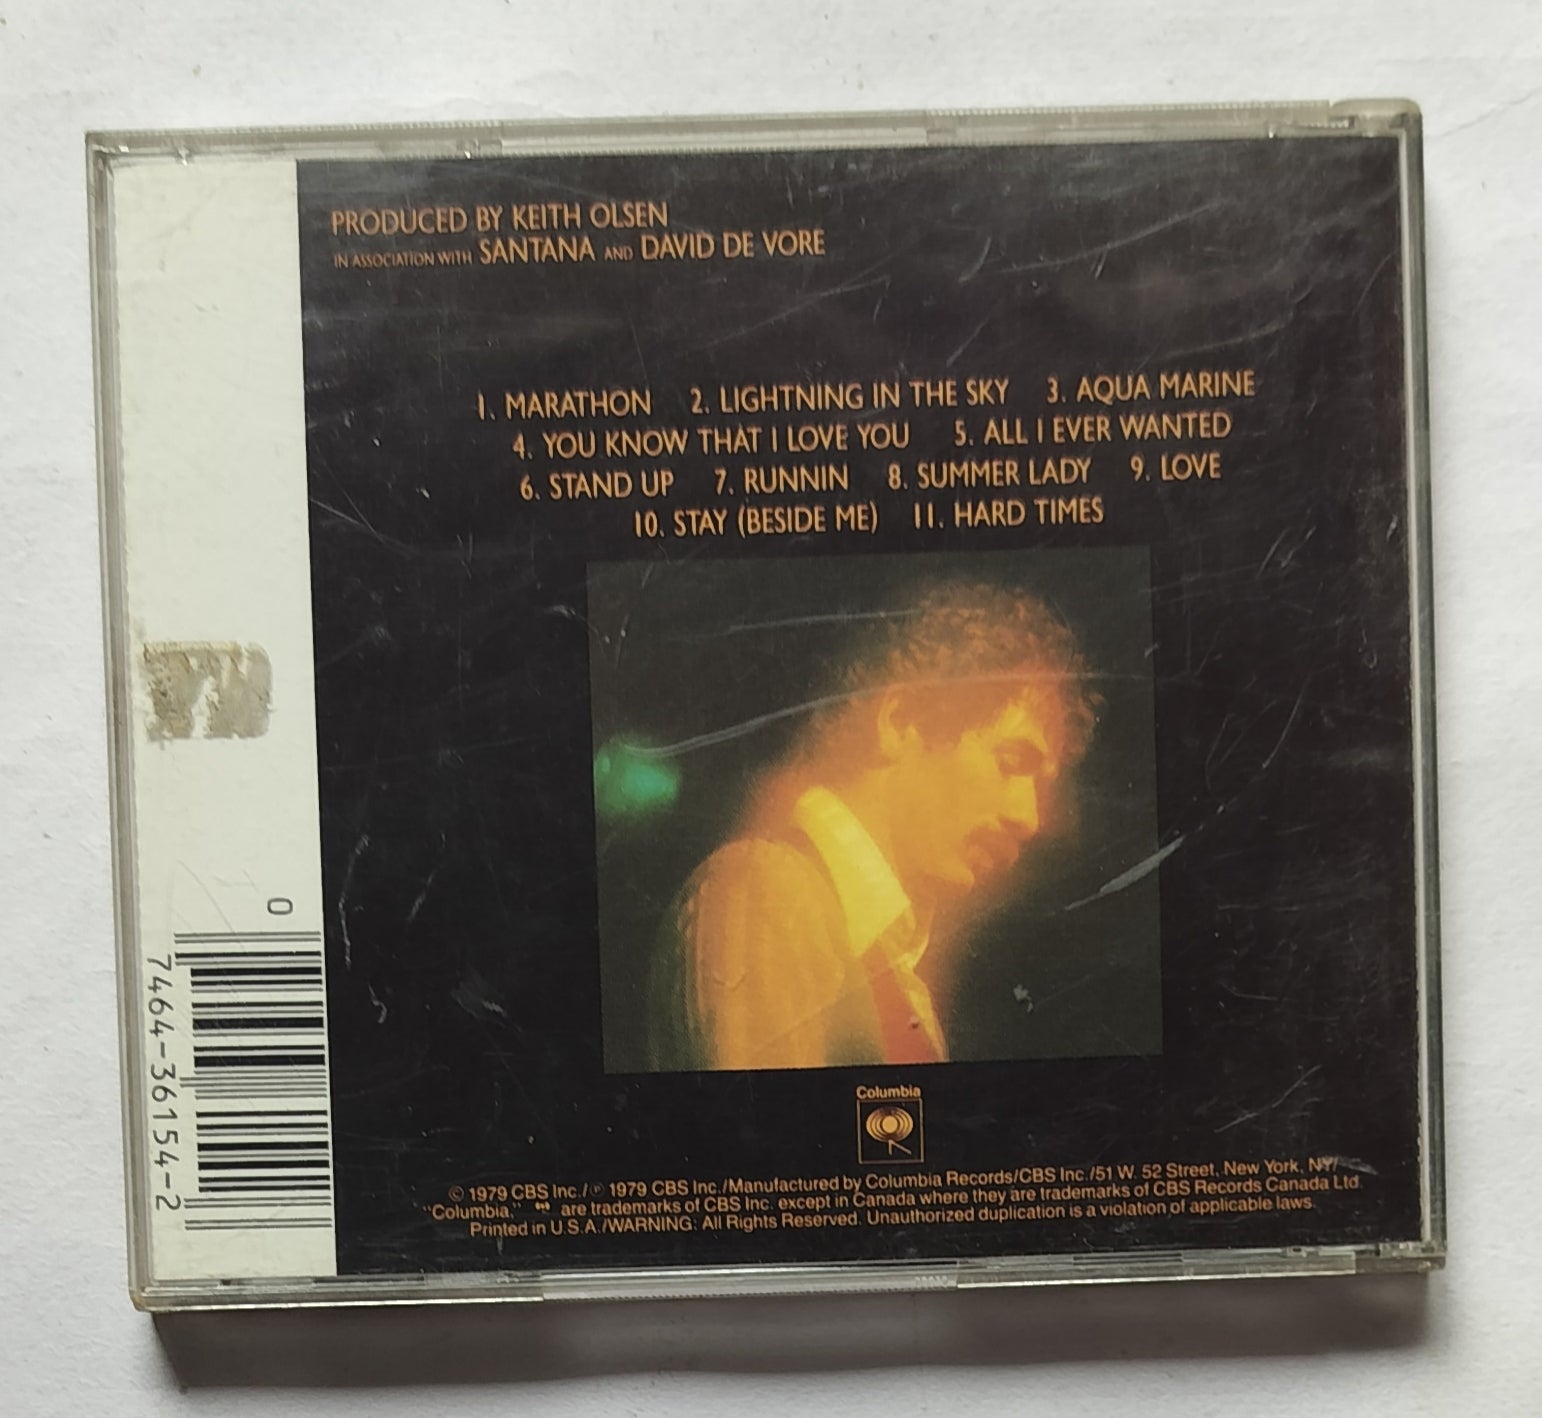 PRODUCED BY KEITH OLSEN
IN ASSOCIATION WITH SANTANA AND DAVID DE VORE
1. MARATHON 2. LIGHTNING IN THE SKY 3. AQUA MARINE
4. YOU KNOW THAT I LOVE YOU 5. ALL I EVER WANTED
6. STAND UP 7. RUNNIN 8. SUMMER LADY 9. LOVE
10. STAY (BESIDE ME) 11. HARD TIMES
0
7464-36154-2
Columbia
© 1979 CBS Inc./℗ 1979 CBS Inc./Manufactured by Columbia Records/CBS Inc./51 W. 52 Street, New York, NY/
"Columbia," are trademarks of CBS Inc. except in Canada where they are trademarks of CBS Records Canada Ltd.
Printed in U.S.A./WARNING: All Rights Reserved. Unauthorized duplication is a violation of applicable laws.